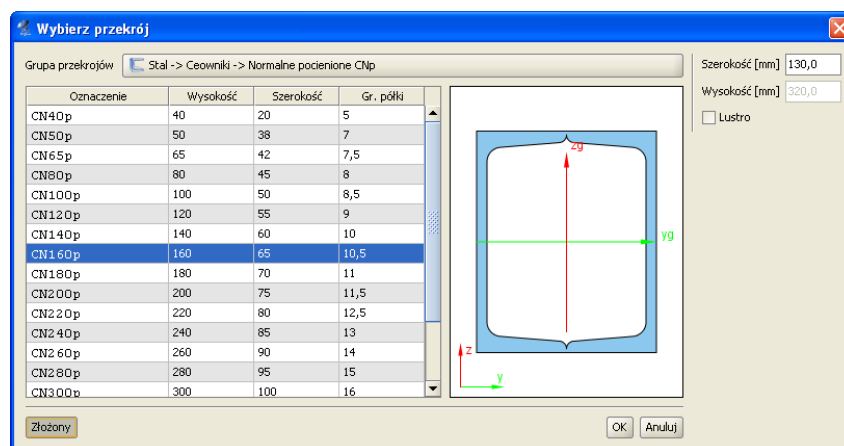 Wybierz przekrój
Grupa przekrojów Stal -> Ceowniki -> Normalne pocienione CNp
Szerokość [mm] 130,0
Wysokość [mm] 320,0
Lustro
Oznaczenie Wysokość Szerokość Gr. półki
CN40p 40 20 5
CN50p 50 38 7
CN65p 65 42 7,5
CN80p 80 45 8
CN100p 100 50 8,5
CN120p 120 55 9
CN140p 140 60 10
CN160p 160 65 10,5
CN180p 180 70 11
CN200p 200 75 11,5
CN220p 220 80 12,5
CN240p 240 85 13
CN260p 260 90 14
CN280p 280 95 15
CN300p 300 100 16
zg
yg
z
y
Złożony
OK Anuluj